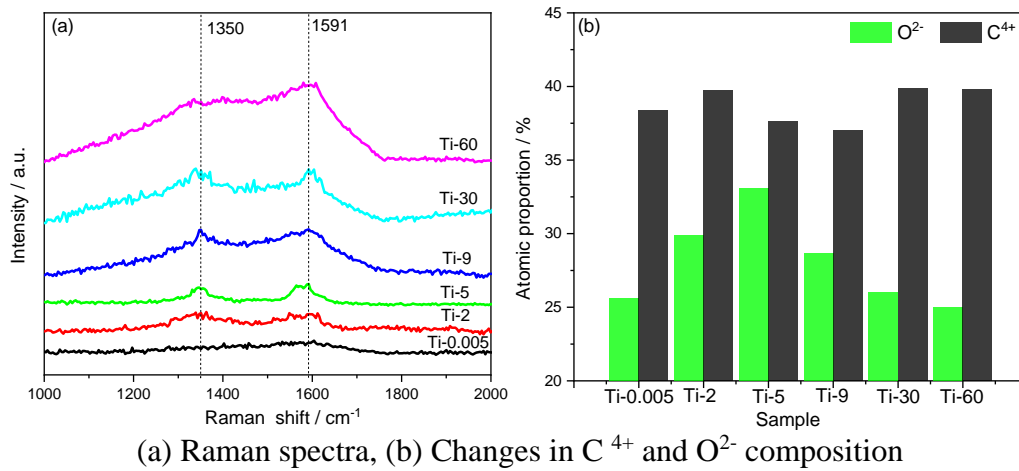 (a)
1350
1591
Ti-60
Ti-30
Ti-9
Ti-5
Ti-2
Ti-0.005
Intensity / a.u.
1000 1200 1400 1600 1800 2000
Raman shift / cm⁻¹
(b)
O²⁻ C⁴⁺
45
40
35
30
25
20
Atomic proportion / %
Ti-0.005 Ti-2 Ti-5 Ti-9 Ti-30 Ti-60
Sample
(a) Raman spectra, (b) Changes in C ⁴⁺ and O²⁻ composition